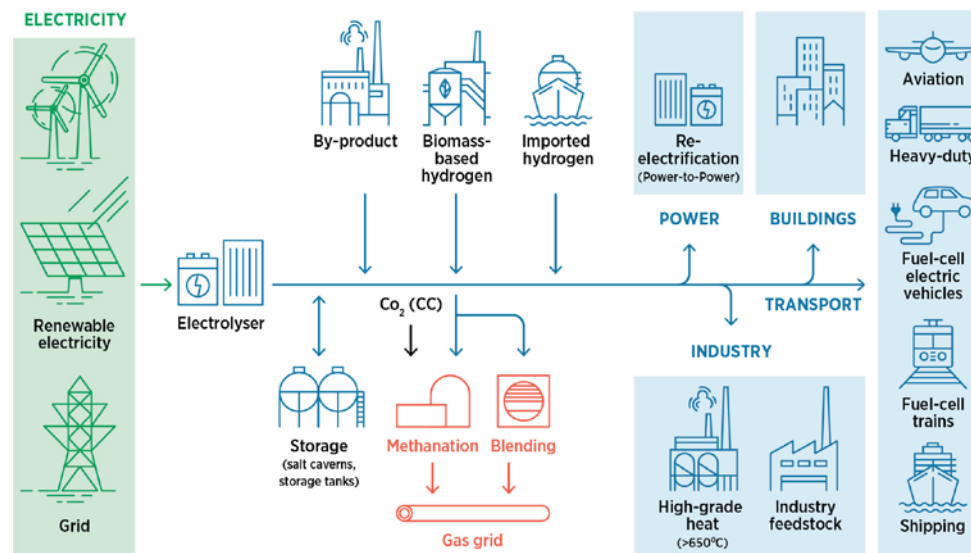 ELECTRICITY
Renewable
electricity
Grid
Electrolyser
By-product
Biomass-
based
hydrogen
Imported
hydrogen
Storage
(salt caverns,
storage tanks)
Co₂ (CC)
Methanation
Blending
Gas grid
Re-
electrification
(Power-to-Power)
POWER
BUILDINGS
TRANSPORT
INDUSTRY
High-grade
heat
(>650ºC)
Industry
feedstock
Aviation
Heavy-duty
Fuel-cell
electric
vehicles
Fuel-cell
trains
Shipping